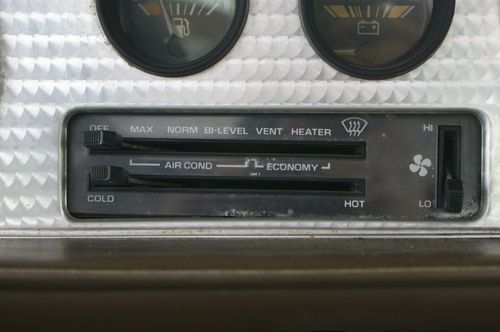 OFF MAX NORM BI-LEVEL VENT HEATER HI
AIR COND ECONOMY
COLD HOT LO